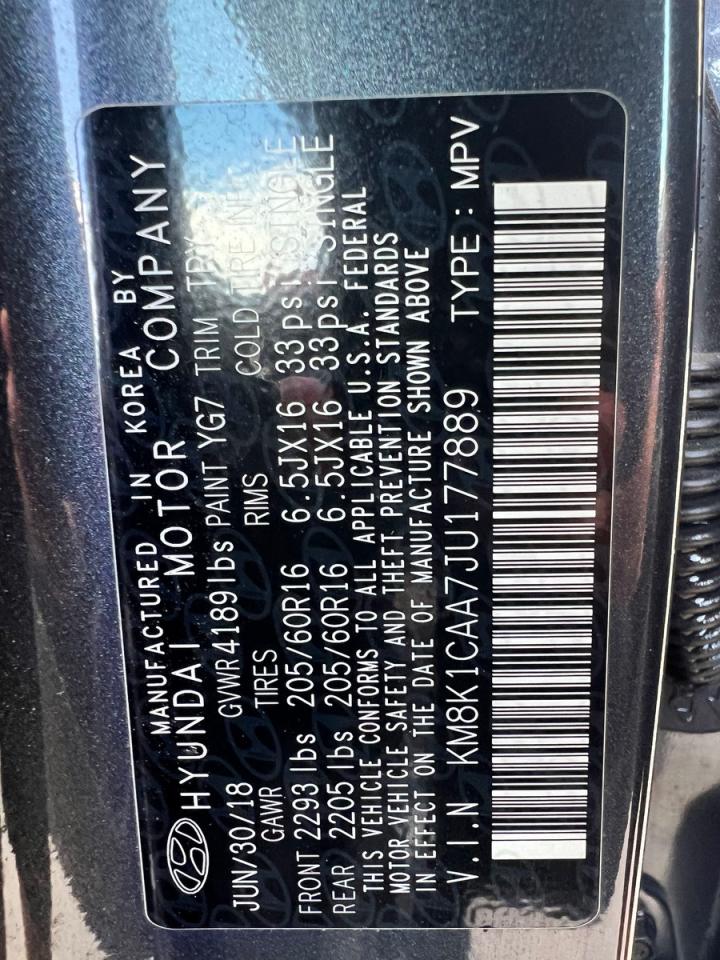 MANUFACTURED IN KOREA BY
HYUNDAI MOTOR COMPANY
JUN/30/18 GVWR 4189lbs PAINT YG7 TRIM TRY
GAWR TIRES RIMS COLD TIRE
FRONT 2293 lbs 205/60R16 6.5JX16 33 psi SINGLE
REAR 2205 lbs 205/60R16 6.5JX16 33 psi SINGLE
THIS VEHICLE CONFORMS TO ALL APPLICABLE U.S.A. FEDERAL
MOTOR VEHICLE SAFETY AND THEFT PREVENTION STANDARDS
IN EFFECT ON THE DATE OF MANUFACTURE SHOWN ABOVE
V.I.N KM8K1CAA7JU177889 TYPE : MPV